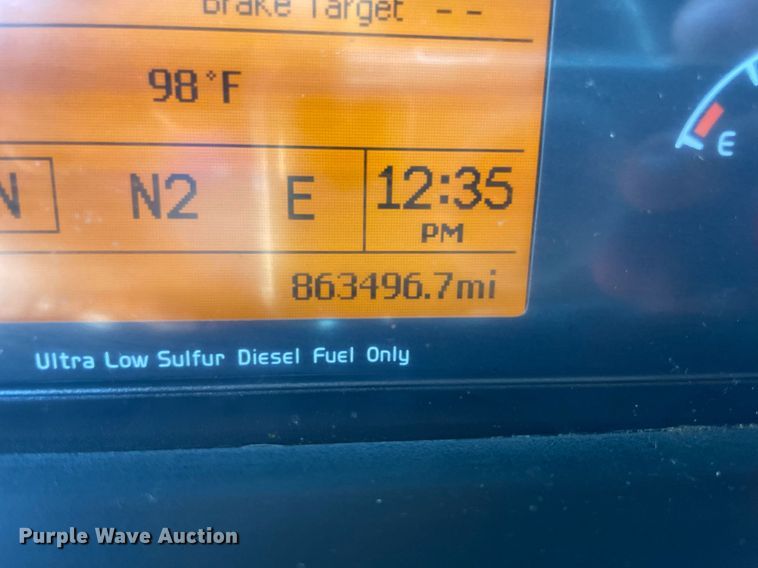 Brake Target --
98°F
N N2 E 12:35
PM
863496.7mi
E
Ultra Low Sulfur Diesel Fuel Only
Purple Wave Auction